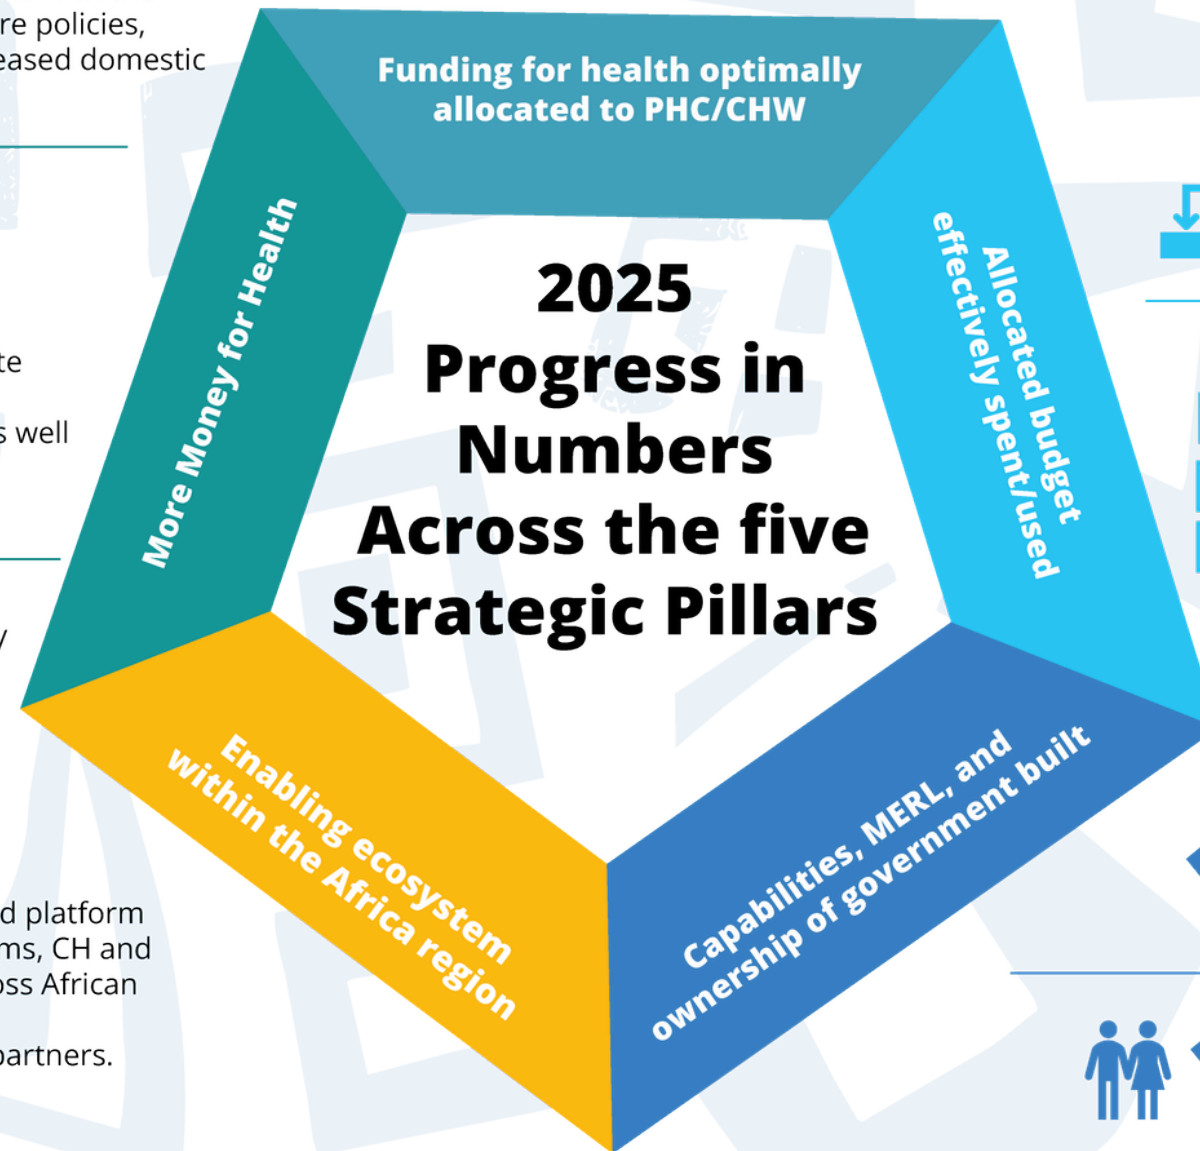 re policies,
eased domestic
te
s well
y
d platform
ms, CH and
oss African
partners.
Funding for health optimally
allocated to PHC/CHW
More Money for Health
2025
Progress in
Numbers
Across the five
Strategic Pillars
Allocated budget
effectively spent/used
Enabling ecosystem
within the Africa region
Capabilities, MERL, and
ownership of government built